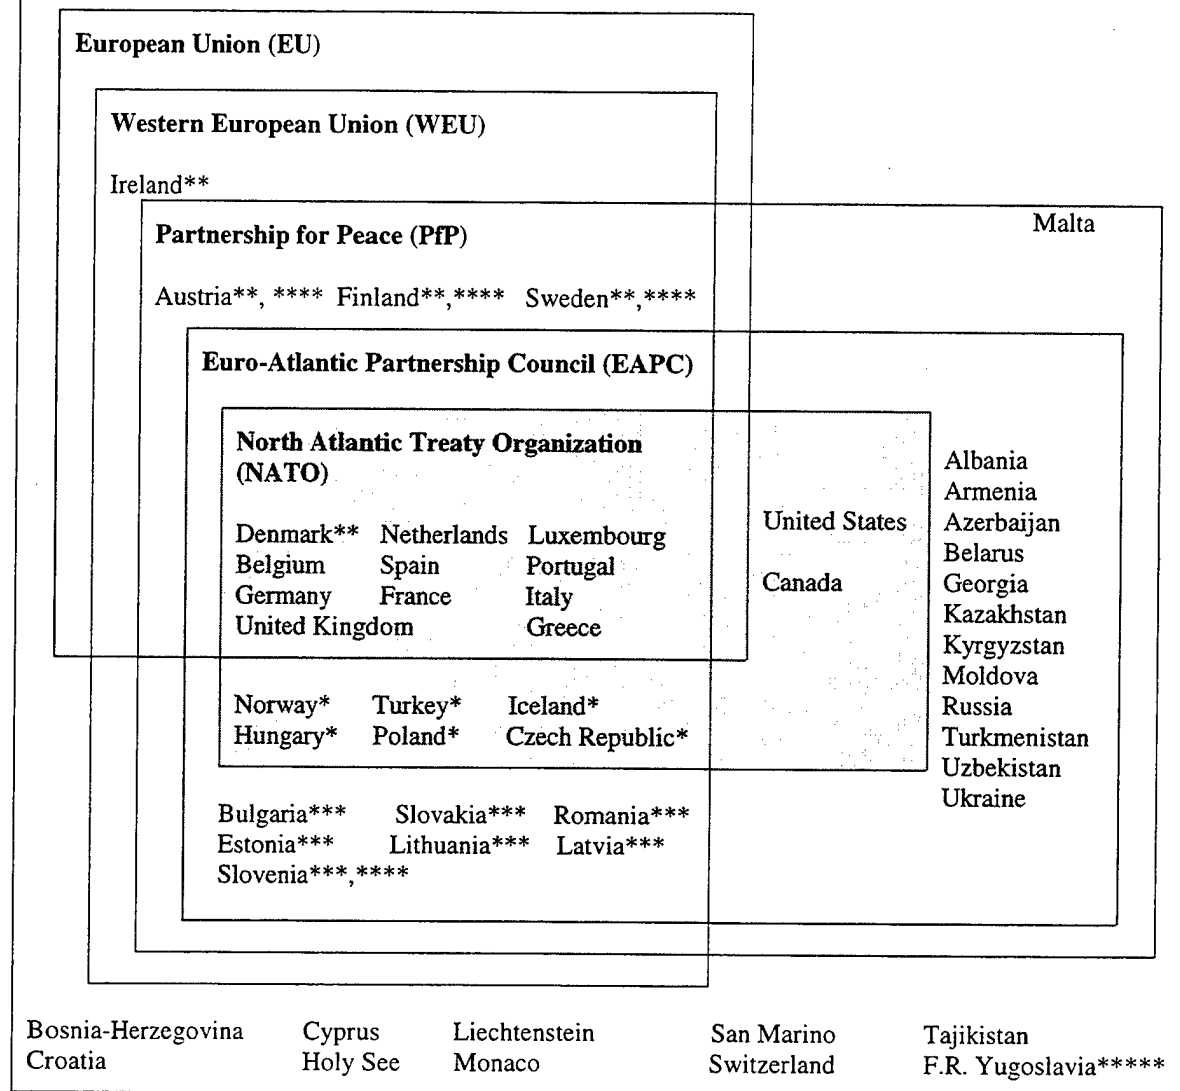 European Union (EU)
Western European Union (WEU)
Ireland**
Malta
Partnership for Peace (PfP)
Austria**, **** Finland**,**** Sweden**,****
Euro-Atlantic Partnership Council (EAPC)
North Atlantic Treaty Organization
(NATO)
Denmark** Netherlands Luxembourg
Belgium Spain Portugal
Germany France Italy
United Kingdom Greece
United States
Canada
Albania
Armenia
Azerbaijan
Belarus
Georgia
Kazakhstan
Kyrgyzstan
Moldova
Russia
Turkmenistan
Uzbekistan
Ukraine
Norway* Turkey* Iceland*
Hungary* Poland* Czech Republic*
Bulgaria*** Slovakia*** Romania***
Estonia*** Lithuania*** Latvia***
Slovenia***,****
Bosnia-Herzegovina Cyprus Liechtenstein San Marino Tajikistan
Croatia Holy See Monaco Switzerland F.R. Yugoslavia*****